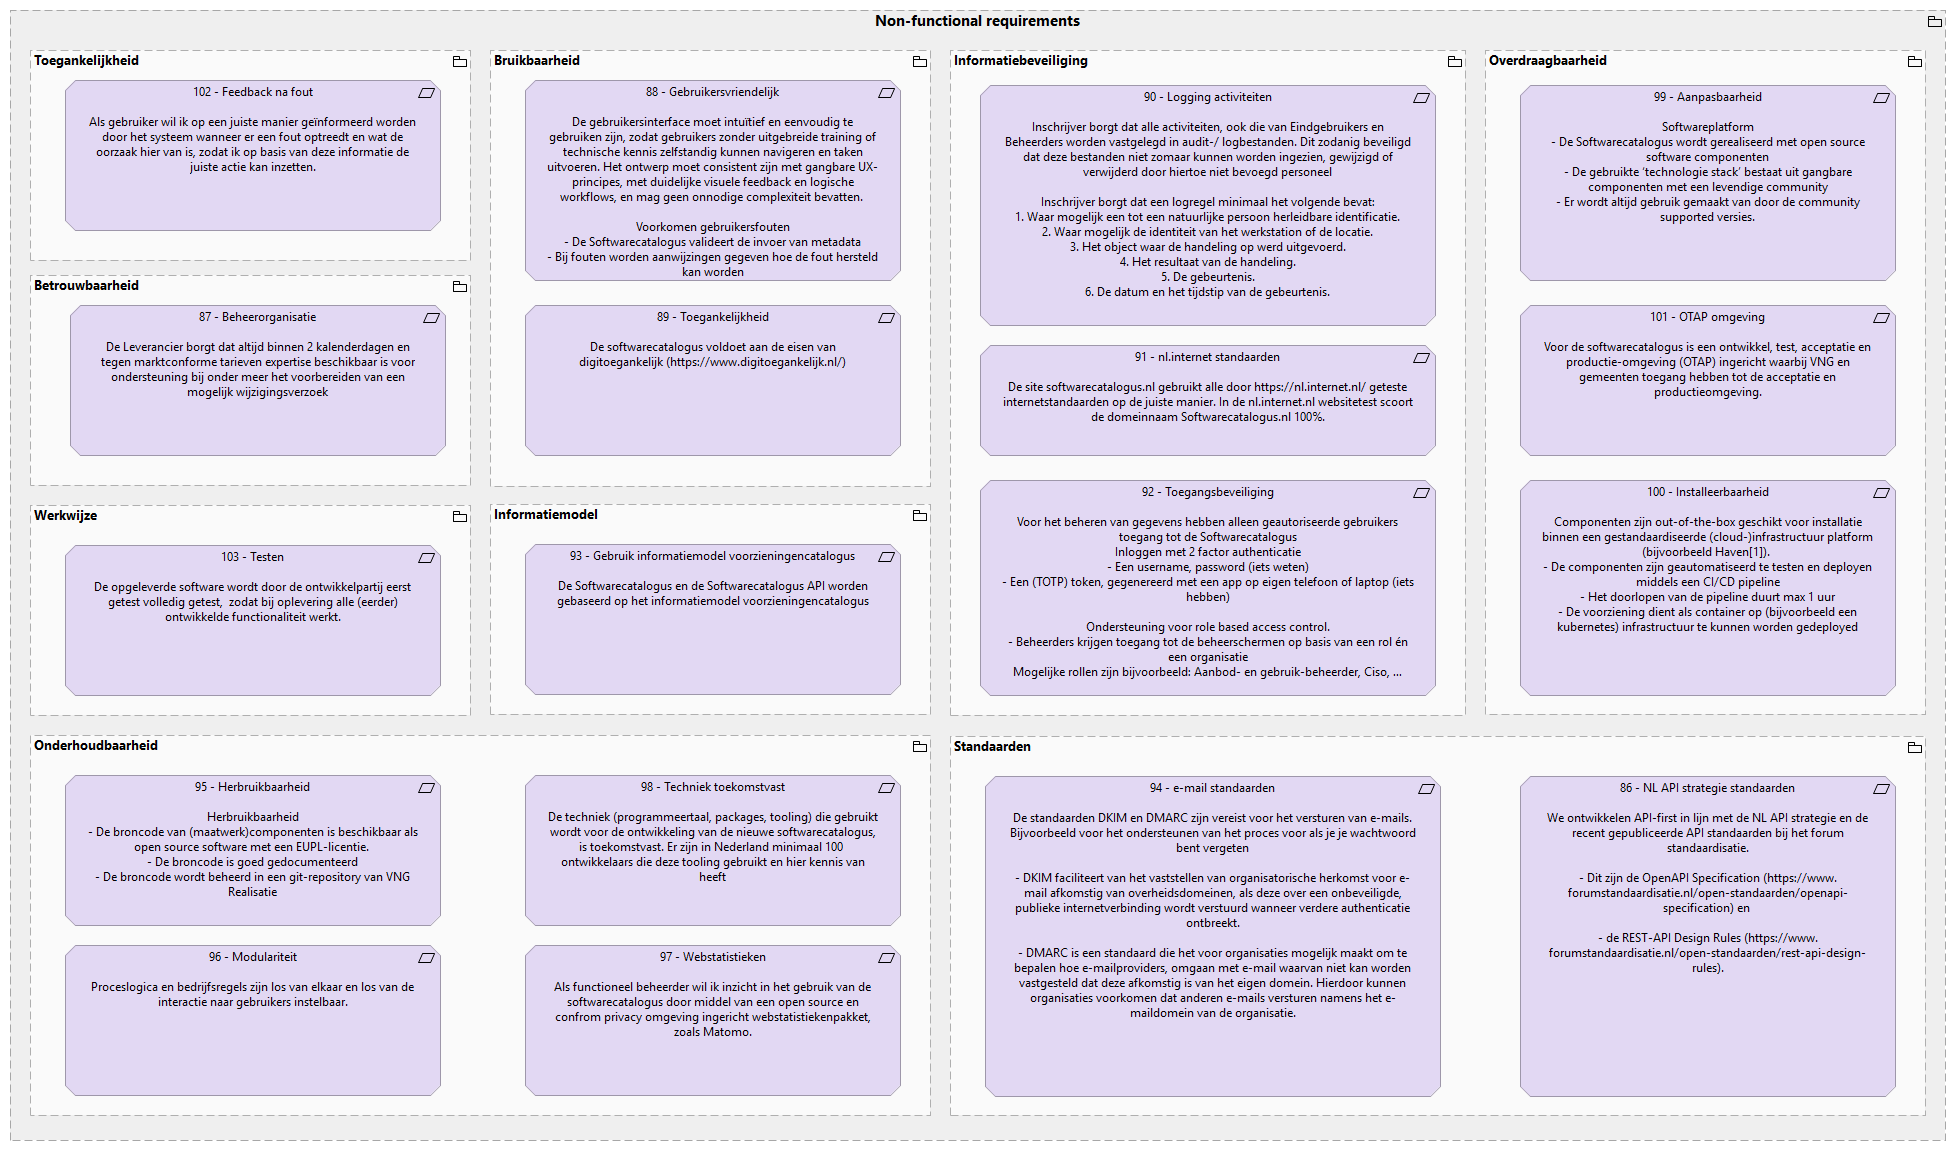 Non-functional requirements
Toegankelijkheid
102 - Feedback na fout
Als gebruiker wil ik op een juiste manier geïnformeerd worden
door het systeem wanneer er een fout optreedt en wat de
oorzaak hier van is, zodat ik op basis van deze informatie de
juiste actie kan inzetten.
Betrouwbaarheid
87 - Beheerorganisatie
De Leverancier borgt dat altijd binnen 2 kalenderdagen en
tegen marktconforme tarieven expertise beschikbaar is voor
ondersteuning bij onder meer het voorbereiden van een
mogelijk wijzigingsverzoek
Werkwijze
103 - Testen
De opgeleverde software wordt door de ontwikkelpartij eerst
getest volledig getest,  zodat bij oplevering alle (eerder)
ontwikkelde functionaliteit werkt.
Bruikbaarheid
88 - Gebruikersvriendelijk
De gebruikersinterface moet intuïtief en eenvoudig te
gebruiken zijn, zodat gebruikers zonder uitgebreide training of
technische kennis zelfstandig kunnen navigeren en taken
uitvoeren. Het ontwerp moet consistent zijn met gangbare UX-
principes, met duidelijke visuele feedback en logische
workflows, en mag geen onnodige complexiteit bevatten.
Voorkomen gebruikersfouten
- De Softwarecatalogus valideert de invoer van metadata
- Bij fouten worden aanwijzingen gegeven hoe de fout hersteld
kan worden
89 - Toegankelijkheid
De softwarecatalogus voldoet aan de eisen van
digitoegankelijk (https://www.digitoegankelijk.nl/)
Informatiemodel
93 - Gebruik informatiemodel voorzieningencatalogus
De Softwarecatalogus en de Softwarecatalogus API worden
gebaseerd op het informatiemodel voorzieningencatalogus
Informatiebeveiliging
90 - Logging activiteiten
Inschrijver borgt dat alle activiteiten, ook die van Eindgebruikers en
Beheerders worden vastgelegd in audit-/ logbestanden. Dit zodanig beveiligd
dat deze bestanden niet zomaar kunnen worden ingezien, gewijzigd of
verwijderd door hiertoe niet bevoegd personeel
Inschrijver borgt dat een logregel minimaal het volgende bevat:
1. Waar mogelijk een tot een natuurlijke persoon herleidbare identificatie.
2. Waar mogelijk de identiteit van het werkstation of de locatie.
3. Het object waar de handeling op werd uitgevoerd.
4. Het resultaat van de handeling.
5. De gebeurtenis.
6. De datum en het tijdstip van de gebeurtenis.
91 - nl.internet standaarden
De site softwarecatalogus.nl gebruikt alle door https://nl.internet.nl/ geteste
internetstandaarden op de juiste manier. In de nl.internet.nl websitetest scoort
de domeinnaam Softwarecatalogus.nl 100%.
92 - Toegangsbeveiliging
Voor het beheren van gegevens hebben alleen geautoriseerde gebruikers
toegang tot de Softwarecatalogus
Inloggen met 2 factor authenticatie
- Een username, password (iets weten)
- Een (TOTP) token, gegenereerd met een app op eigen telefoon of laptop (iets
hebben)
Ondersteuning voor role based access control.
- Beheerders krijgen toegang tot de beheerschermen op basis van een rol én
een organisatie
Mogelijke rollen zijn bijvoorbeeld: Aanbod- en gebruik-beheerder, Ciso, ...
Overdraagbaarheid
99 - Aanpasbaarheid
Softwareplatform
- De Softwarecatalogus wordt gerealiseerd met open source
software componenten
- De gebruikte ‘technologie stack’ bestaat uit gangbare
componenten met een levendige community
- Er wordt altijd gebruik gemaakt van door de community
supported versies.
101 - OTAP omgeving
Voor de softwarecatalogus is een ontwikkel, test, acceptatie en
productie-omgeving (OTAP) ingericht waarbij VNG en
gemeenten toegang hebben tot de acceptatie en
productieomgeving.
100 - Installeerbaarheid
Componenten zijn out-of-the-box geschikt voor installatie
binnen een gestandaardiseerde (cloud-)infrastructuur platform
(bijvoorbeeld Haven[1]).
- De componenten zijn geautomatiseerd te testen en deployen
middels een CI/CD pipeline
- Het doorlopen van de pipeline duurt max 1 uur
- De voorziening dient als container op (bijvoorbeeld een
kubernetes) infrastructuur te kunnen worden gedeployed
Onderhoudbaarheid
95 - Herbruikbaarheid
Herbruikbaarheid
- De broncode van (maatwerk)componenten is beschikbaar als
open source software met een EUPL-licentie.
- De broncode is goed gedocumenteerd
- De broncode wordt beheerd in een git-repository van VNG
Realisatie
98 - Techniek toekomstvast
De techniek (programmeertaal, packages, tooling) die gebruikt
wordt voor de ontwikkeling van de nieuwe softwarecatalogus,
is toekomstvast. Er zijn in Nederland minimaal 100
ontwikkelaars die deze tooling gebruikt en hier kennis van
heeft
96 - Modulariteit
Proceslogica en bedrijfsregels zijn los van elkaar en los van de
interactie naar gebruikers instelbaar.
97 - Webstatistieken
Als functioneel beheerder wil ik inzicht in het gebruik van de
softwarecatalogus door middel van een open source en
confrom privacy omgeving ingericht webstatistiekenpakket,
zoals Matomo.
Standaarden
94 - e-mail standaarden
De standaarden DKIM en DMARC zijn vereist voor het versturen van e-mails.
Bijvoorbeeld voor het ondersteunen van het proces voor als je je wachtwoord
bent vergeten
- DKIM faciliteert van het vaststellen van organisatorische herkomst voor e-
mail afkomstig van overheidsdomeinen, als deze over een onbeveiligde,
publieke internetverbinding wordt verstuurd wanneer verdere authenticatie
ontbreekt.
- DMARC is een standaard die het voor organisaties mogelijk maakt om te
bepalen hoe e-mailproviders, omgaan met e-mail waarvan niet kan worden
vastgesteld dat deze afkomstig is van het eigen domein. Hierdoor kunnen
organisaties voorkomen dat anderen e-mails versturen namens het e-
maildomein van de organisatie.
86 - NL API strategie standaarden
We ontwikkelen API-first in lijn met de NL API strategie en de
recent gepubliceerde API standaarden bij het forum
standaardisatie.
- Dit zijn de OpenAPI Specification (https://www.
forumstandaardisatie.nl/open-standaarden/openapi-
specification) en
- de REST-API Design Rules (https://www.
forumstandaardisatie.nl/open-standaarden/rest-api-design-
rules).